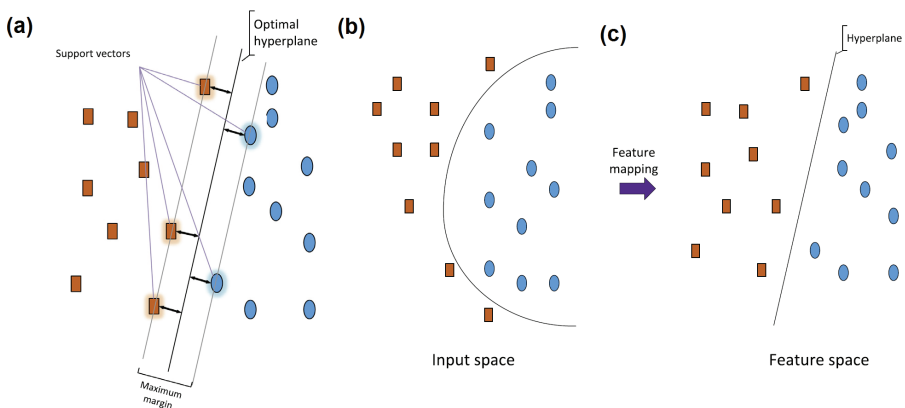 (a)
Support vectors
Optimal
hyperplane
Maximum
margin
(b)
Input space
Feature
mapping
(c)
Hyperplane
Feature space